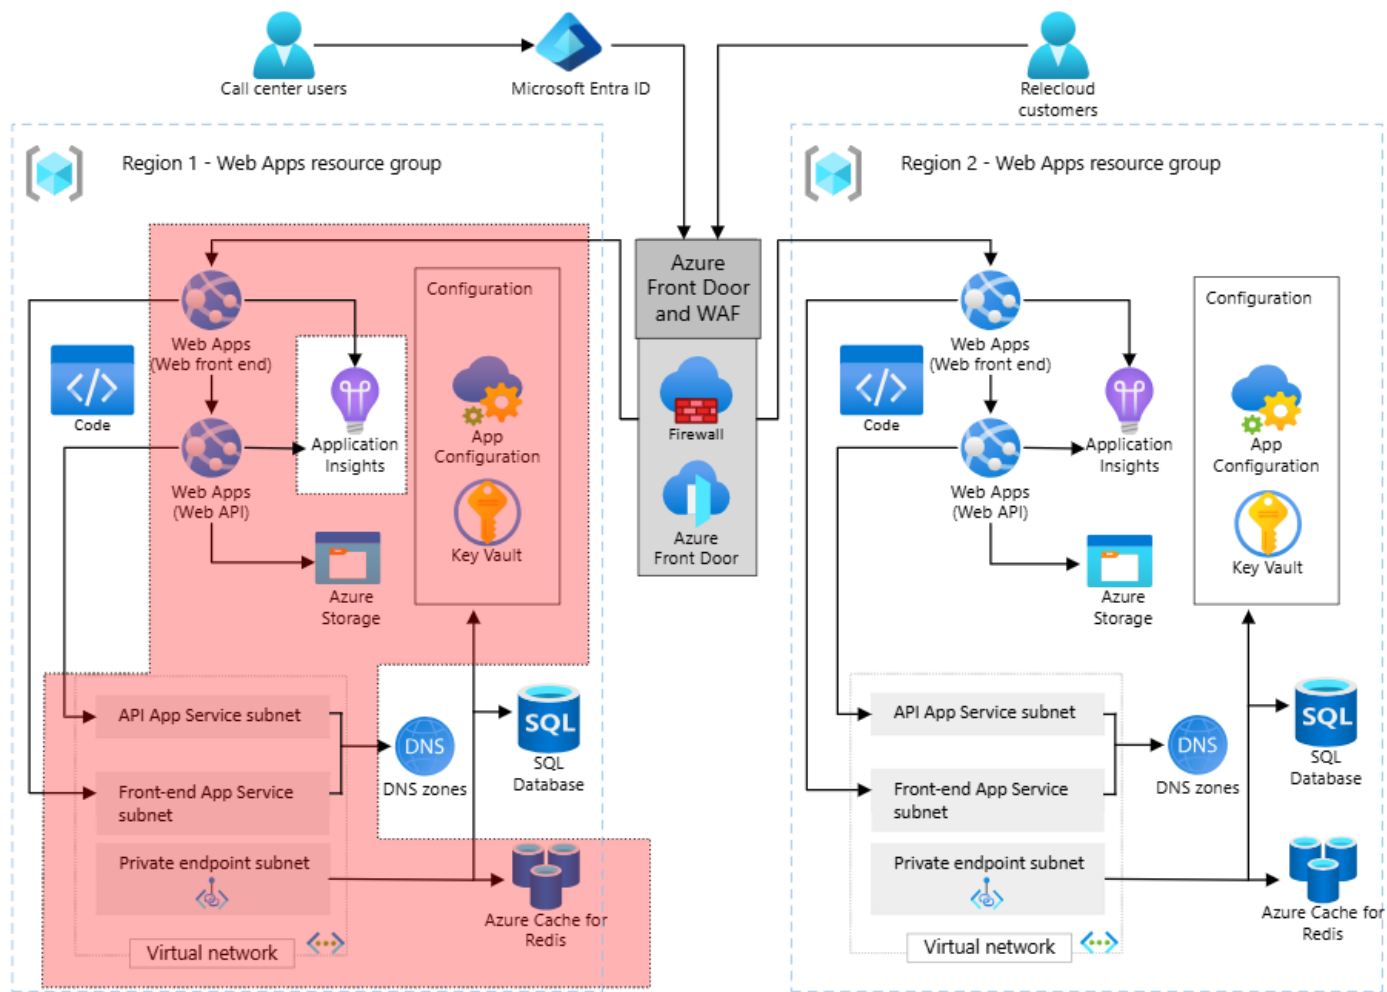 Call center users
Microsoft Entra ID
Relecloud
customers
Region 1 - Web Apps resource group
Region 2 - Web Apps resource group
Azure
Front Door
and WAF
Firewall
Azure
Front Door
Web Apps
(Web front end)
Code
Web Apps
(Web API)
Application
Insights
Configuration
App
Configuration
Key Vault
Azure
Storage
API App Service subnet
Front-end App Service
subnet
Private endpoint subnet
Virtual network
DNS
DNS zones
SQL
SQL
Database
Azure Cache for
Redis
Web Apps
(Web front end)
Code
Web Apps
(Web API)
Application
Insights
Configuration
App
Configuration
Key Vault
Azure
Storage
API App Service subnet
Front-end App Service
subnet
Private endpoint subnet
Virtual network
DNS
DNS zones
SQL
SQL
Database
Azure Cache for
Redis